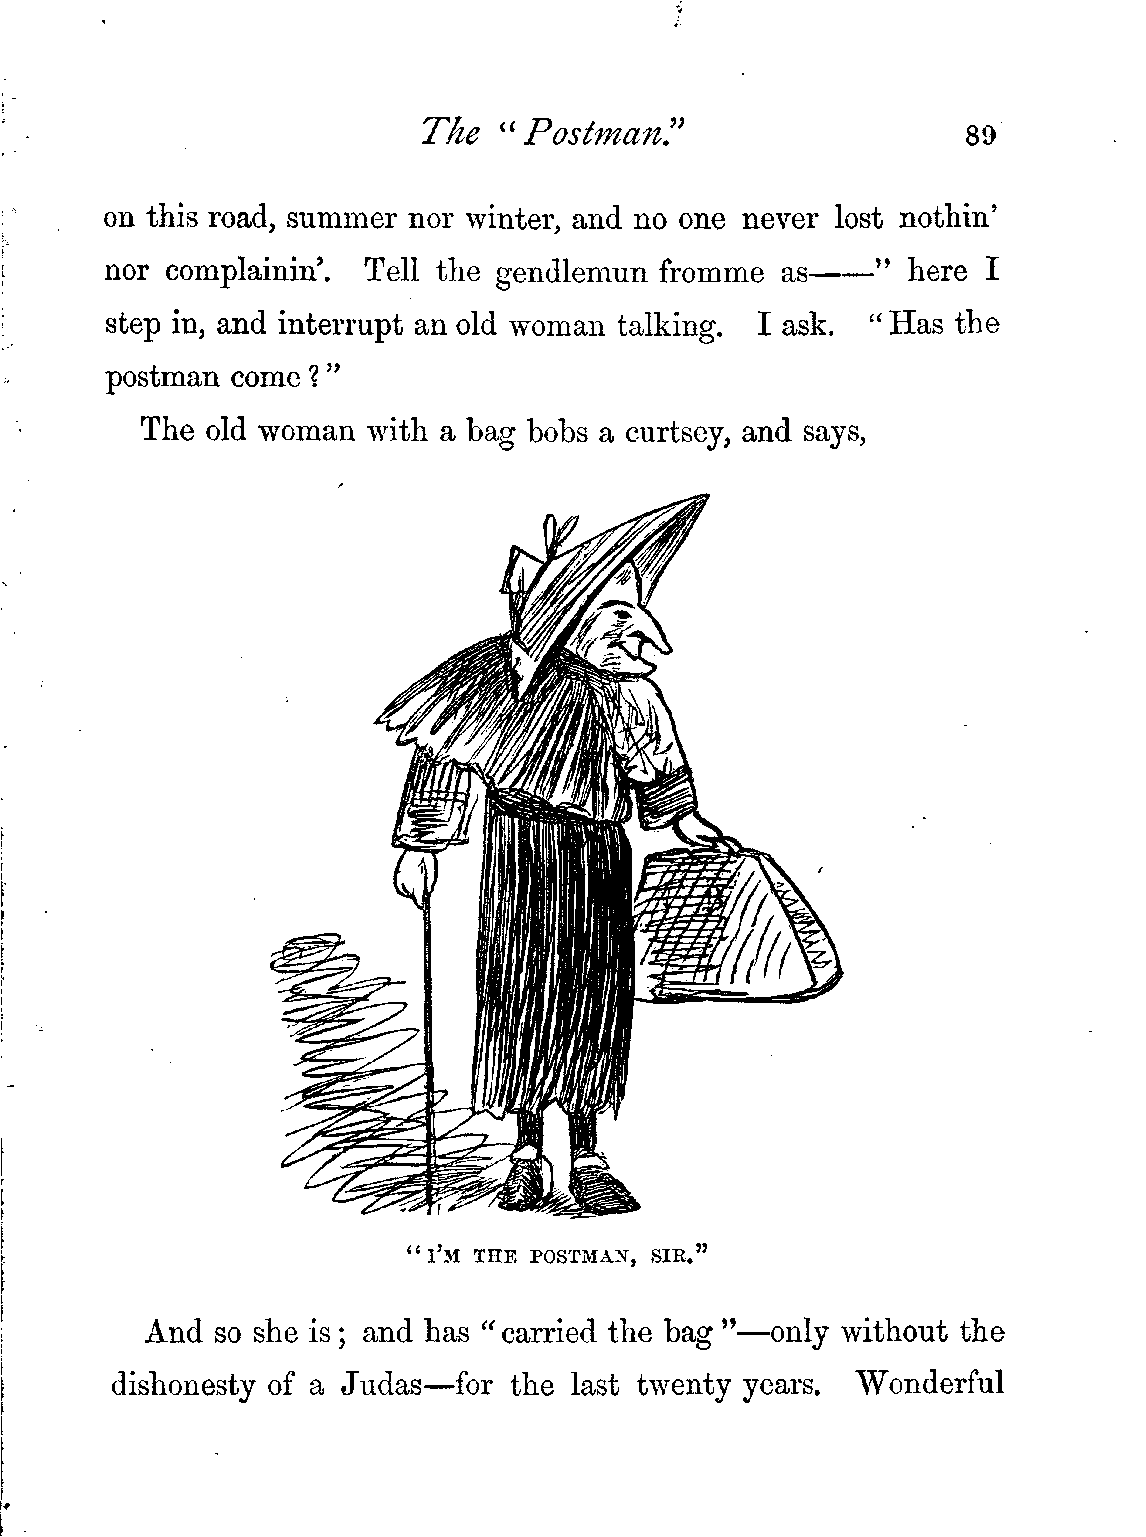 The “Postman.” 89
on this road, summer nor winter, and no one never lost nothin’
nor complainin’. Tell the gendlemun fromme as——” here I
step in, and interrupt an old woman talking. I ask. “Has the
postman come?”
The old woman with a bag bobs a curtsey, and says,
“I’M THE POSTMAN, SIR.”
And so she is; and has “carried the bag”—only without the
dishonesty of a Judas—for the last twenty years. Wonderful